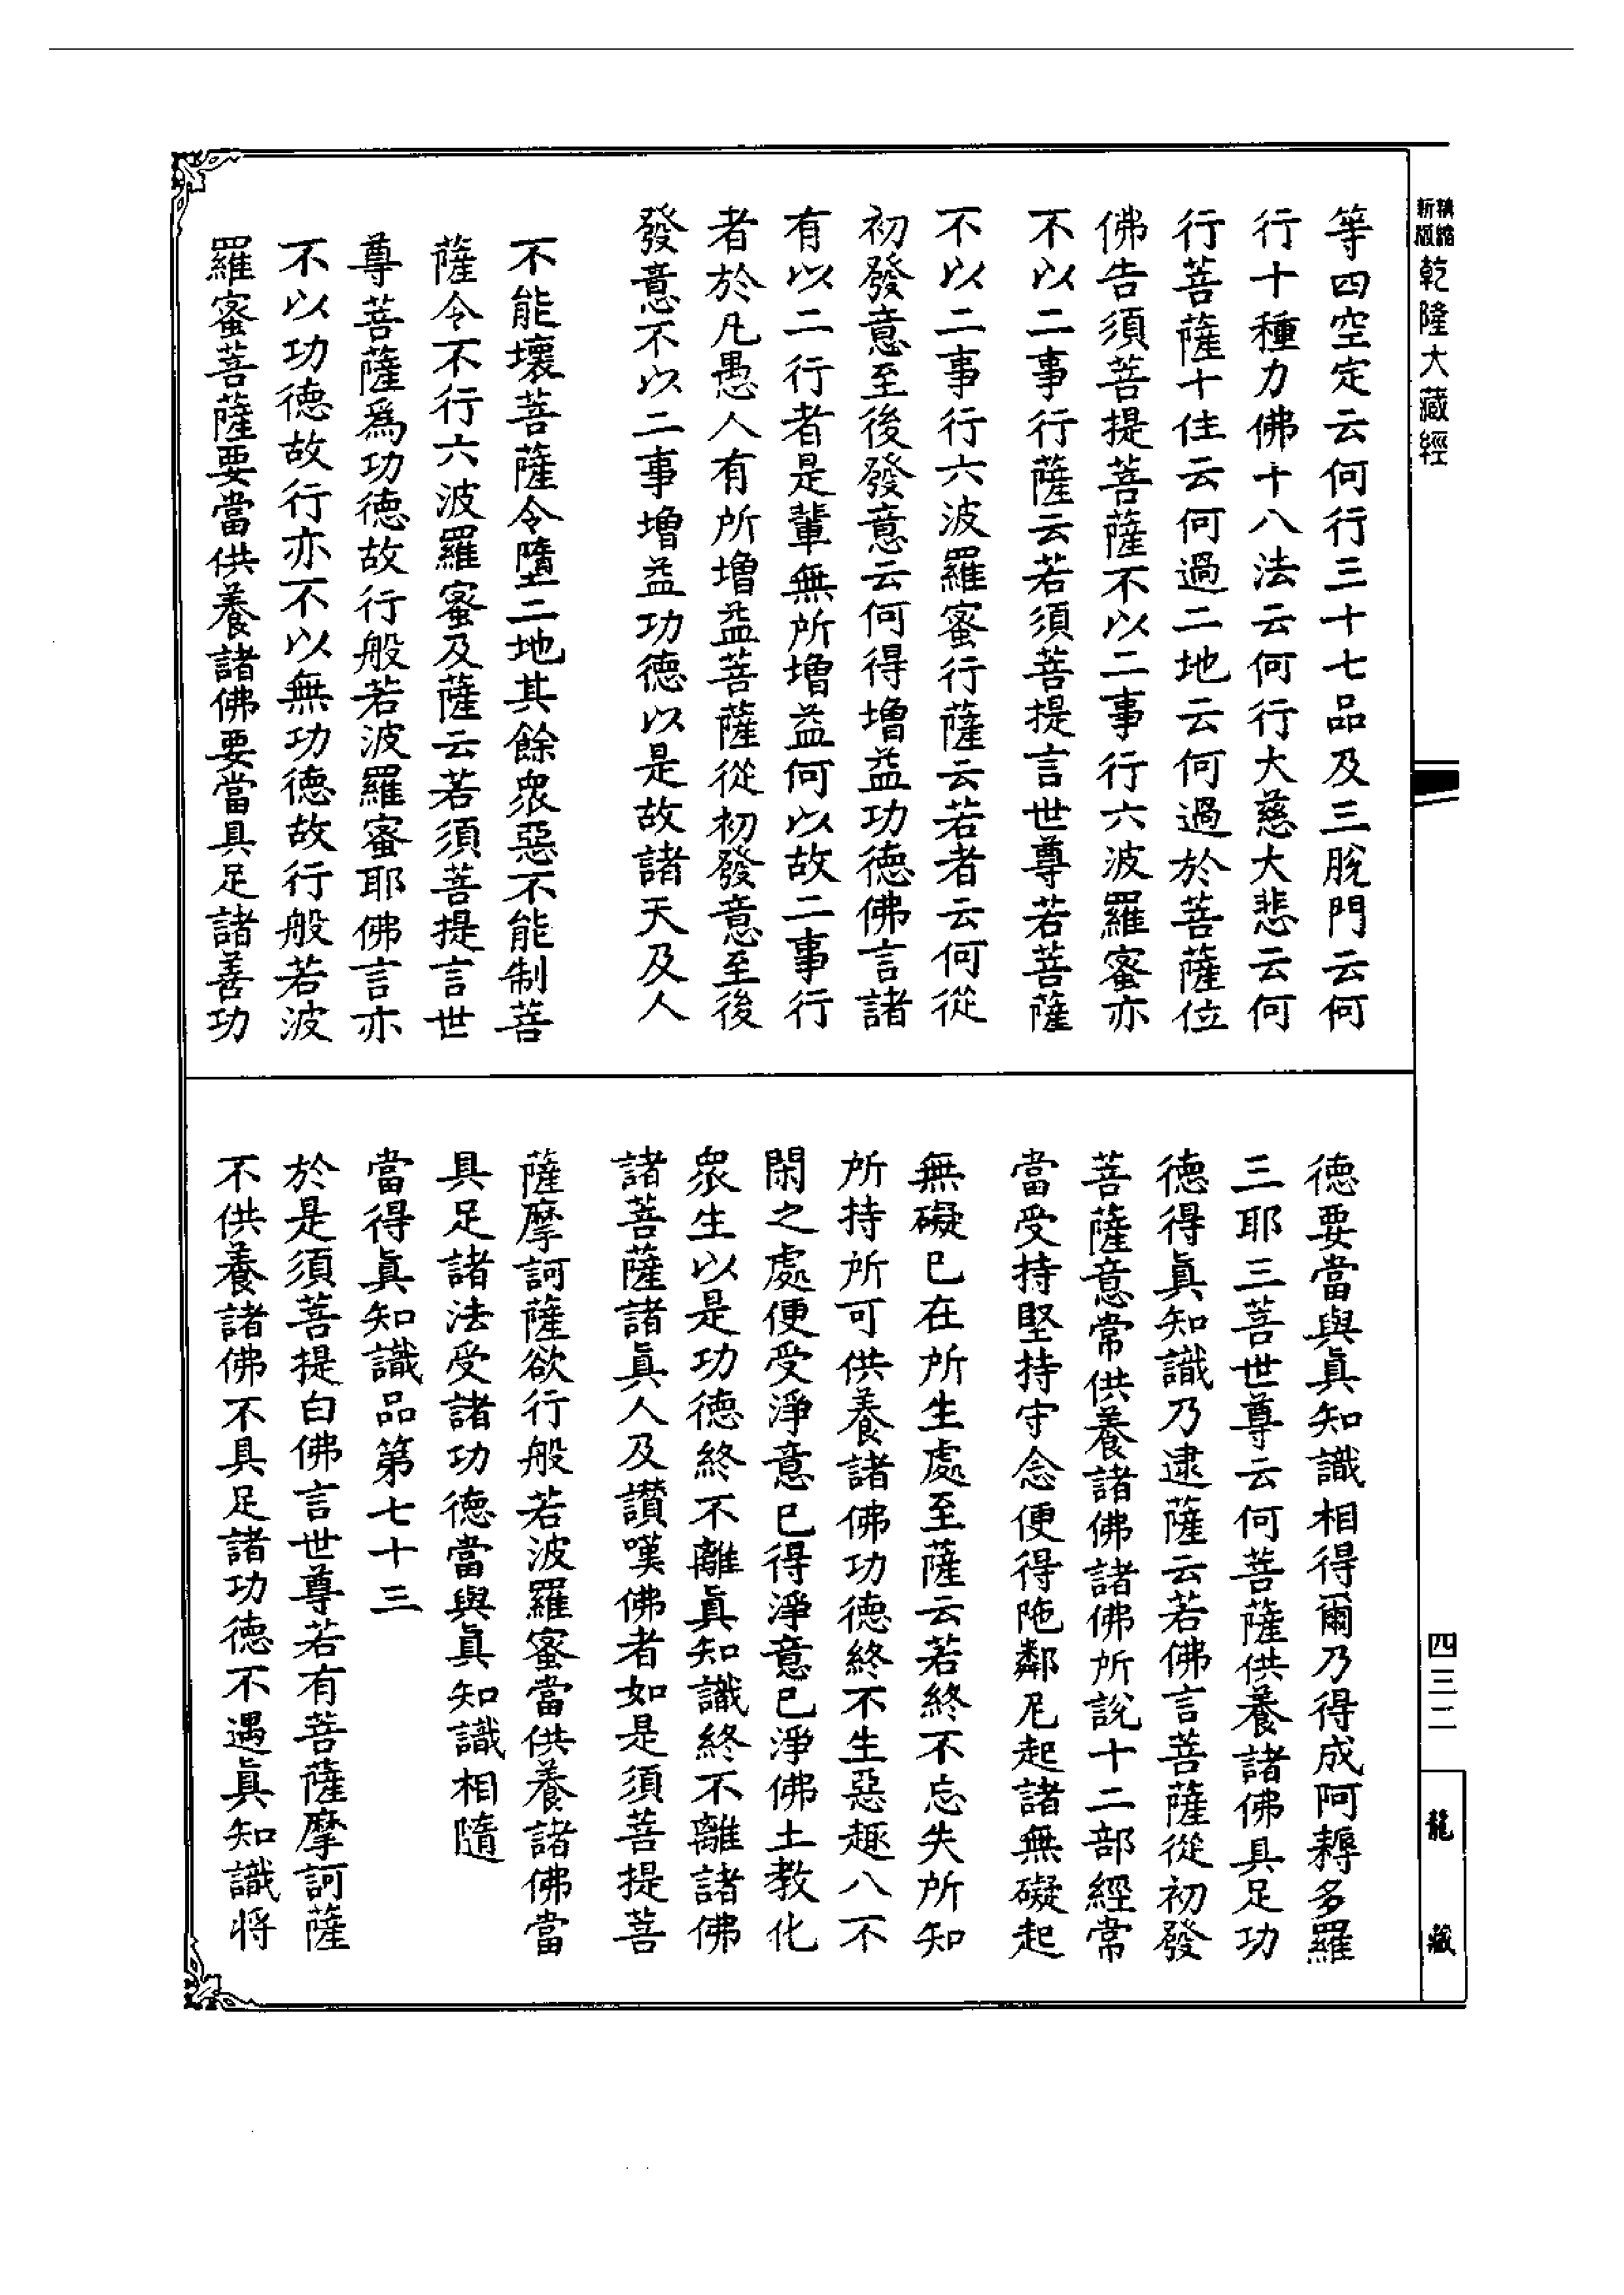 精縮
新版
乾隆大藏經
等四空定云何行三十七品及三脫門云何
行十種力佛十八法云何行大慈大悲云何
行菩薩十住云何過二地云何過於菩薩位
佛告須菩提菩薩不以二事行六波羅蜜亦
不以二事行薩云若須菩提言世尊若菩薩
不以二事行六波羅蜜行薩云若者云何從
初發意至後發意云何得增益功德佛言諸
有以二行者是輩無所增益何以故二事行
者於凡愚人有所增益菩薩從初發意至後
發意不以二事增益功德以是故諸天及人
不能壞菩薩令墮二地其餘眾惡不能制菩
薩令不行六波羅蜜及薩云若須菩提言世
尊菩薩爲功德故行般若波羅蜜耶佛言亦
不以功德故行亦不以無功德故行般若波
羅蜜菩薩要當供養諸佛要當具足諸善功
德要當與眞知識相得爾乃得成阿耨多羅
三耶三菩世尊云何菩薩供養諸佛具足功
德得眞知識乃逮薩云若佛言菩薩從初發
菩薩意常供養諸佛諸佛所說十二部經常
當受持堅持守念便得陁鄰尼起諸無礙起
無礙已在所生處至薩云若終不忘失所知
所持所可供養諸佛功德終不生惡趣八不
閑之處便受淨意已得淨意已淨佛土教化
眾生以是功德終不離眞知識終不離諸佛
諸菩薩諸眞人及讚嘆佛者如是須菩提菩
薩摩訶薩欲行般若波羅蜜當供養諸佛當
具足諸法受諸功德當與眞知識相隨
當得眞知識品第七十三
於是須菩提白佛言世尊若有菩薩摩訶薩
不供養諸佛不具足諸功德不遇眞知識將
四三二
龍藏